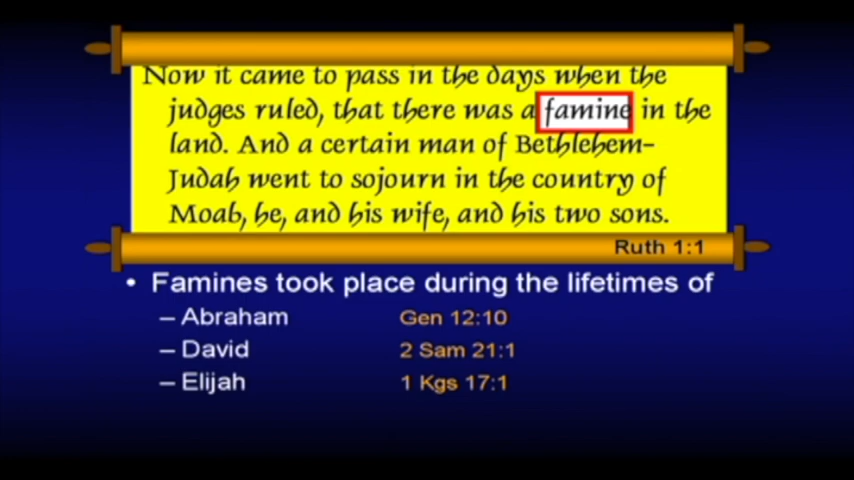 Now it came to pass in the days when the
judges ruled, that there was a famine in the
land. And a certain man of Bethlehem-
Judah went to sojourn in the country of
Moab, he, and his wife, and his two sons.
Ruth 1:1
• Famines took place during the lifetimes of
– Abraham Gen 12:10
– David 2 Sam 21:1
– Elijah 1 Kgs 17:1